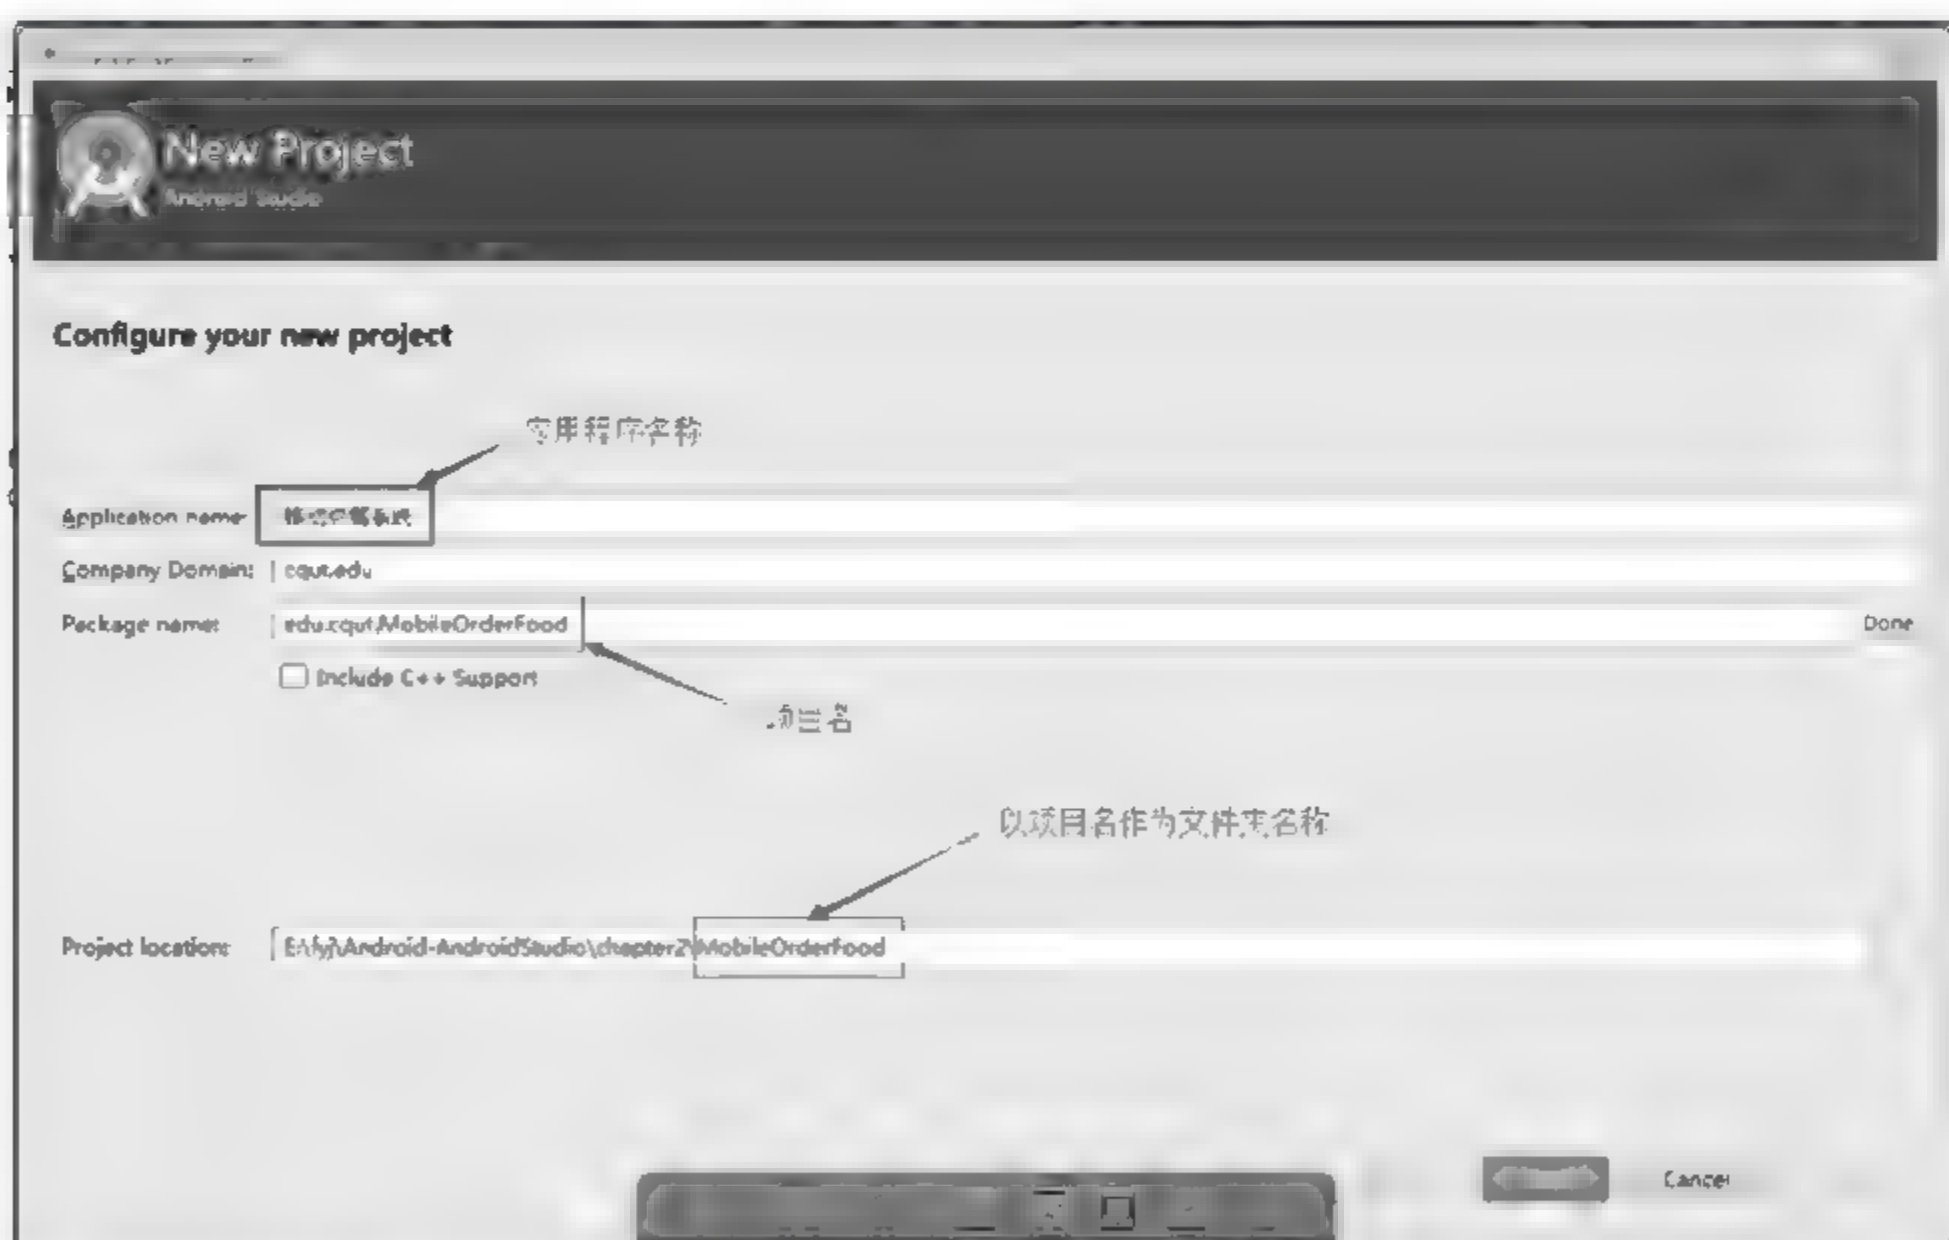 New Project
Android Studio
Configure your new project
应用程序名称
Application name:
Company Domain: cqut.edu
Package name: edu.cqut.MobileOrderFood Done
Include C++ Support
项目名
以项目名作为文件夹名称
Project location: \Android-AndroidStudio\chapter2\MobileOrderFood
Cancel